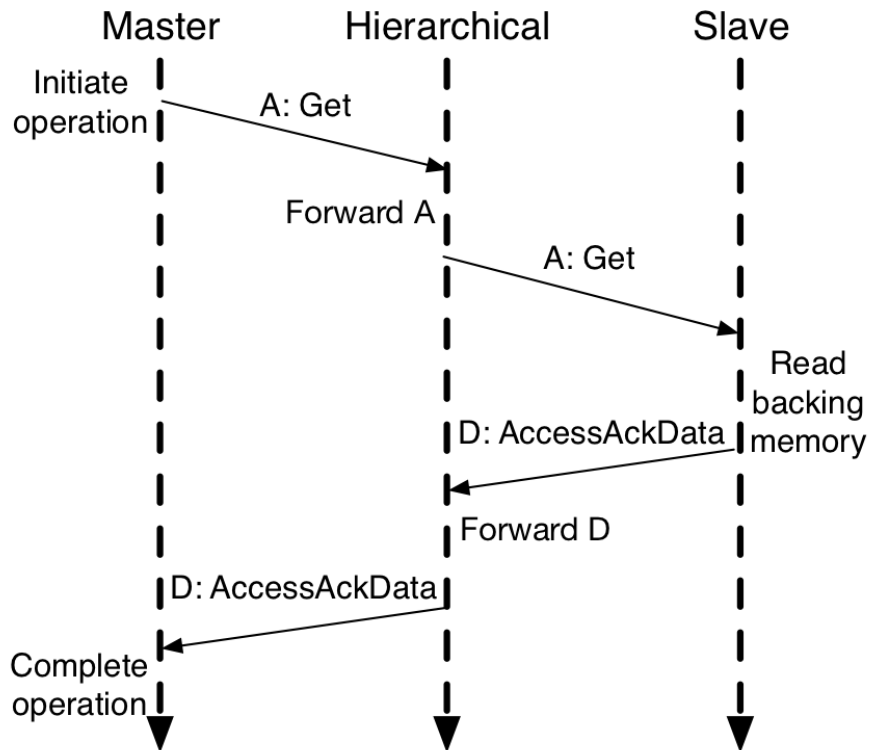 Master
Hierarchical
Slave
Initiate
operation
A: Get
Forward A
A: Get
Read
backing
memory
D: AccessAckData
Forward D
D: AccessAckData
Complete
operation